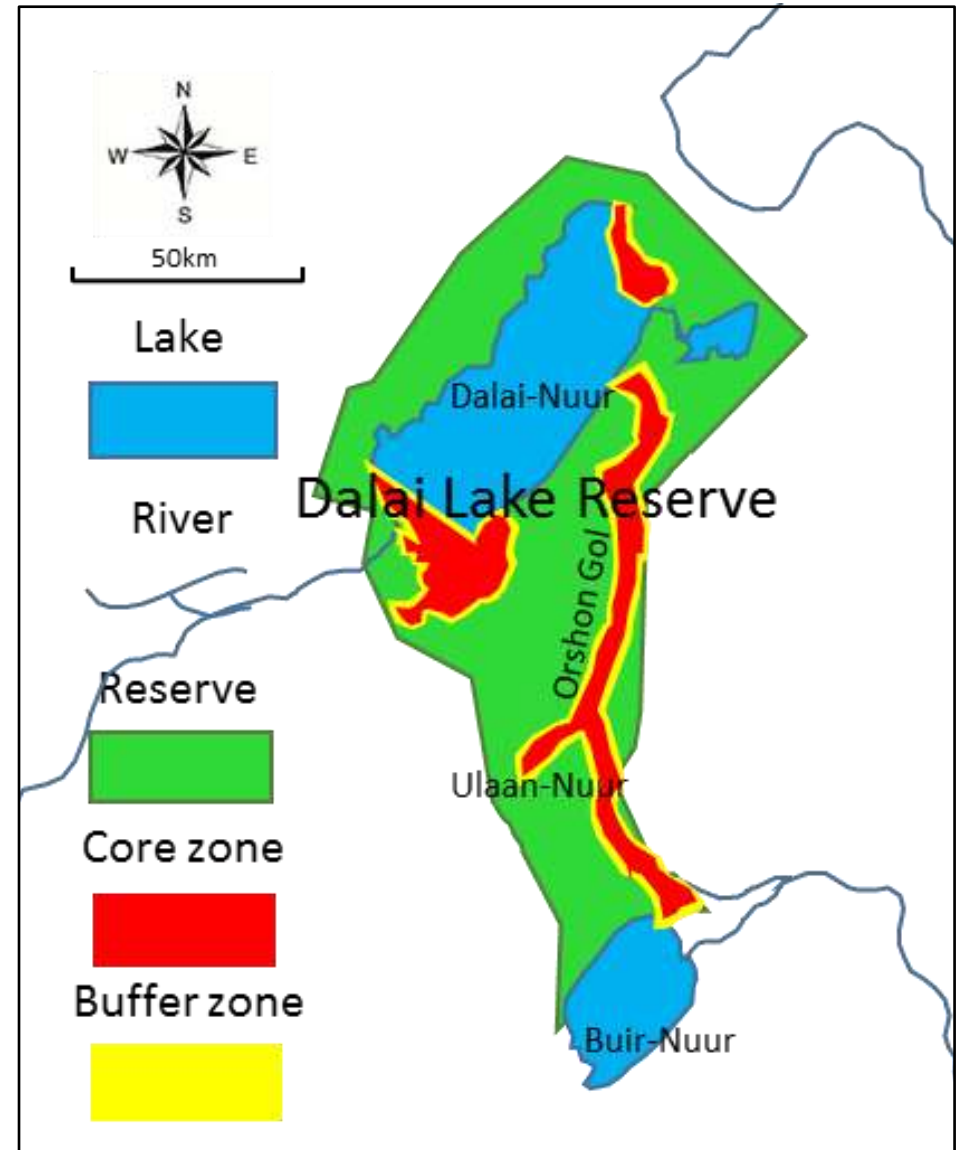 N
W E
S
50km
Lake
River
Reserve
Core zone
Buffer zone
Dalai-Nuur
Dalai Lake Reserve
Orshon Gol
Ulaan-Nuur
Buir-Nuur